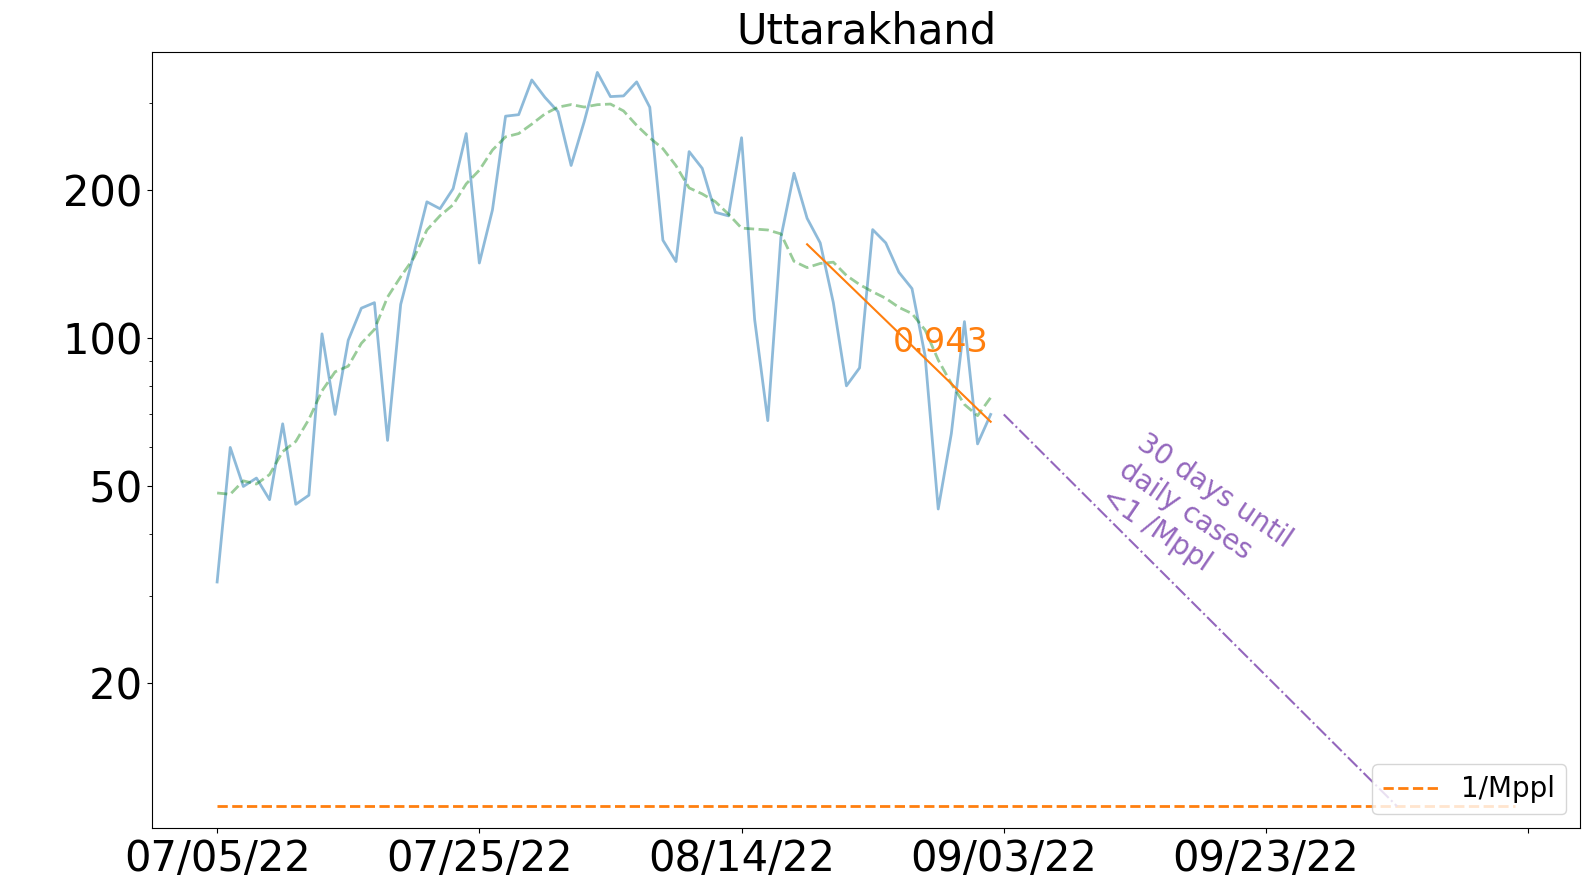 Uttarakhand
200
100
50
20
0.943
30 days until
daily cases
<1 /Mppl
1/Mppl
07/05/22
07/25/22
08/14/22
09/03/22
09/23/22